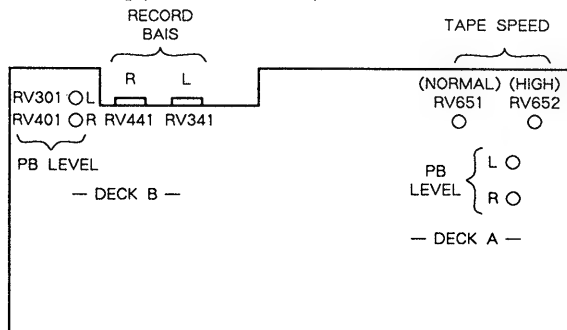 RECORD
BAIS
R L
RV301 L
RV401 R RV441 RV341
PB LEVEL
— DECK B —
TAPE SPEED
(NORMAL) (HIGH)
RV651 RV652
PB
LEVEL
L
R
— DECK A —